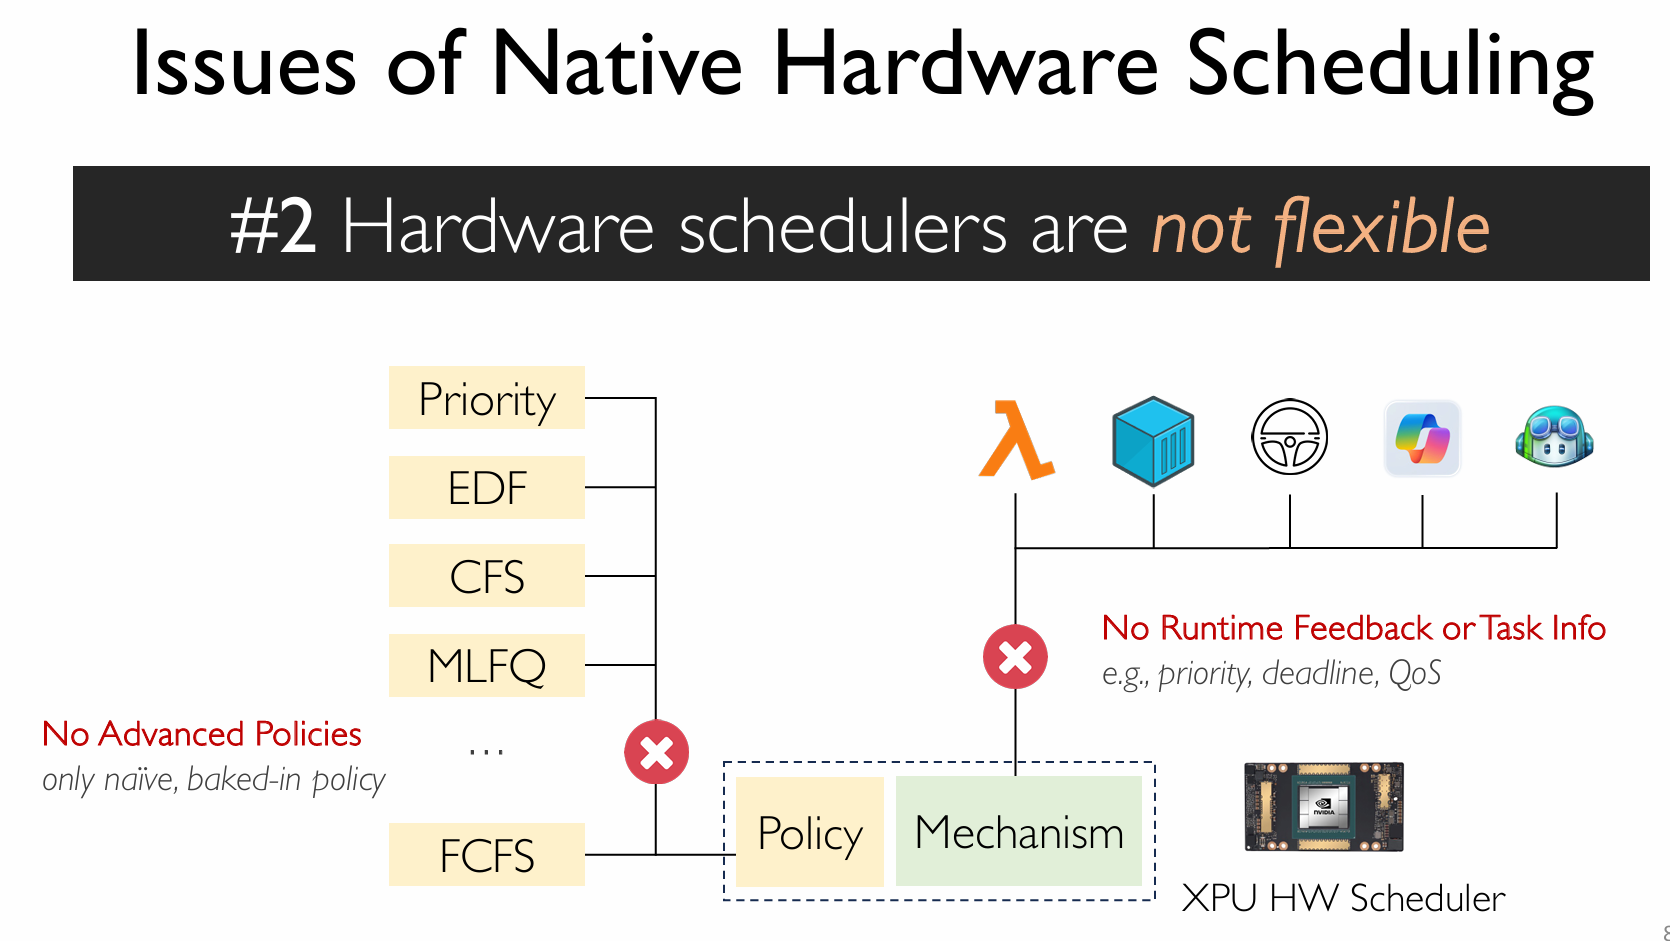 Issues of Native Hardware Scheduling
#2 Hardware schedulers are not flexible
Priority
EDF
CFS
MLFQ
No Advanced Policies
only naïve, baked-in policy
...
FCFS
Policy
Mechanism
No Runtime Feedback or Task Info
e.g., priority, deadline, QoS
NVIDIA
XPU HW Scheduler
8